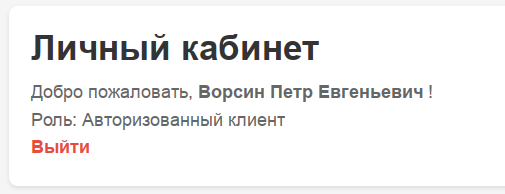 Личный кабинет
Добро пожаловать, Ворсин Петр Евгеньевич !
Роль: Авторизованный клиент
Выйти